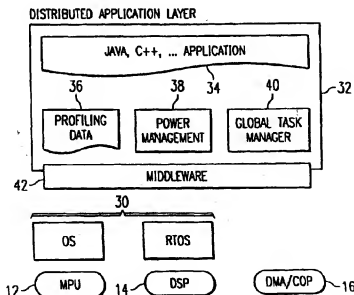 DISTRIBUTED APPLICATION LAYER
JAVA, C++, ... APPLICATION
36
38
34
40
32
PROFILING
DATA
POWER
MANAGEMENT
GLOBAL TASK
MANAGER
42
MIDDLEWARE
30
OS
RTOS
12
MPU
14
DSP
DMA/COP
16